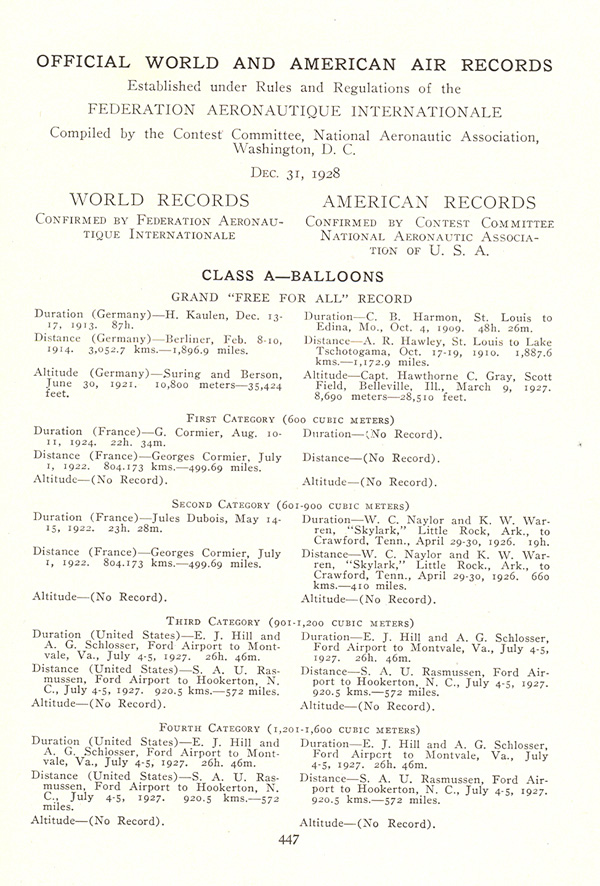 OFFICIAL WORLD AND AMERICAN AIR RECORDS
Established under Rules and Regulations of the
FEDERATION AERONAUTIQUE INTERNATIONALE
Compiled by the Contest Committee, National Aeronautic Association,
Washington, D. C.
DEC. 31, 1928
WORLD RECORDS
CONFIRMED BY FEDERATION AERONAU-
TIQUE INTERNATIONALE
AMERICAN RECORDS
CONFIRMED BY CONTEST COMMITTEE
NATIONAL AERONAUTIC ASSOCIA-
TION OF U. S. A.
CLASS A—BALLOONS
GRAND "FREE FOR ALL" RECORD
Duration (Germany)—H. Kaulen, Dec. 13-
17, 1913. 87h.
Distance (Germany)—Berliner, Feb. 8-10,
1914. 3,052.7 kms.—1,896.9 miles.
Altitude (Germany)—Suring and Berson,
June 30, 1921. 10,800 meters—35,424
feet.
Duration—C. B. Harmon, St. Louis to
Edina, Mo., Oct. 4, 1909. 48h. 26m.
Distance—A. R. Hawley, St. Louis to Lake
Tschotogama, Oct. 17-19, 1910. 1,887.6
kms.—1,172.9 miles.
Altitude—Capt. Hawthorne C. Gray, Scott
Field, Belleville, Ill., March 9, 1927.
8,690 meters—28,510 feet.
FIRST CATEGORY (600 CUBIC METERS)
Duration (France)—G. Cormier, Aug. 10-
11, 1924. 22h. 34m.
Distance (France)—Georges Cormier, July
1, 1922. 804.173 kms.—499.69 miles.
Altitude—(No Record).
Duration—(No Record).
Distance—(No Record).
Altitude—(No Record).
SECOND CATEGORY (601-900 CUBIC METERS)
Duration (France)—Jules Dubois, May 14-
15, 1922. 23h. 28m.
Distance (France)—Georges Cormier, July
1, 1922. 804.173 kms.—499.69 miles.
Altitude—(No Record).
Duration—W. C. Naylor and K. W. War-
ren, "Skylark," Little Rock, Ark., to
Crawford, Tenn., April 29-30, 1926. 19h.
Distance—W. C. Naylor and K. W. War-
ren, "Skylark," Little Rock., Ark., to
Crawford, Tenn., April 29-30, 1926. 660
kms.—410 miles.
Altitude—(No Record).
THIRD CATEGORY (901-1,200 CUBIC METERS)
Duration (United States)—E. J. Hill and
A. G. Schlosser, Ford Airport to Mont-
vale, Va., July 4-5, 1927. 26h. 46m.
Distance (United States)—S. A. U. Ras-
mussen, Ford Airport to Hookerton, N.
C., July 4-5, 1927. 920.5 kms.—572 miles.
Altitude—(No Record).
Duration—E. J. Hill and A. G. Schlosser,
Ford Airport to Montvale, Va., July 4-5,
1927. 26h. 46m.
Distance—S. A. U. Rasmussen, Ford Air-
port to Hookerton, N. C., July 4-5, 1927.
920.5 kms.—572 miles.
Altitude—(No Record).
FOURTH CATEGORY (1,201-1,600 CUBIC METERS)
Duration (United States)—E. J. Hill and
A. G. Schlosser, Ford Airport to Mont-
vale, Va., July 4-5, 1927. 26h. 46m.
Distance (United States)—S. A. U. Ras-
mussen, Ford Airport to Hookerton, N.
C., July 4-5, 1927. 920.5 kms.—572
miles.
Altitude—(No Record).
Duration—E. J. Hill and A. G. Schlosser,
Ford Airport to Montvale, Va., July
4-5, 1927. 26h. 46m.
Distance—S. A. U. Rasmussen, Ford Air-
port to Hookerton, N. C., July 4-5, 1927.
920.5 kms.—572 miles.
Altitude—(No Record).
447